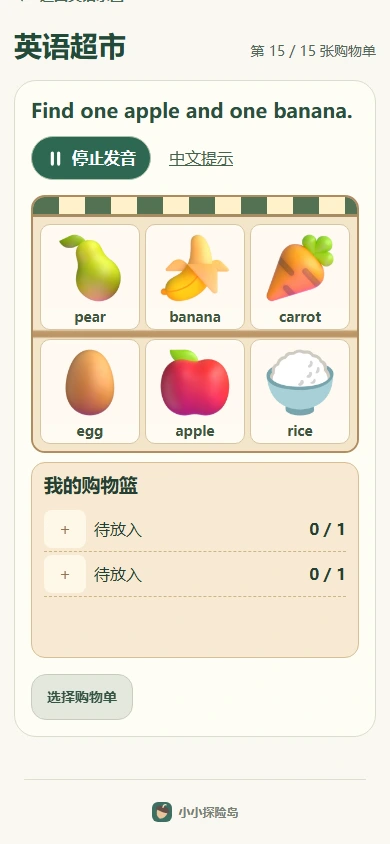 英语超市
第 15 / 15 张购物单
Find one apple and one banana.
停止发音
中文提示
pear
banana
carrot
egg
apple
rice
我的购物篮
+ 待放入 0 / 1
+ 待放入 0 / 1
选择购物单
小小探险岛